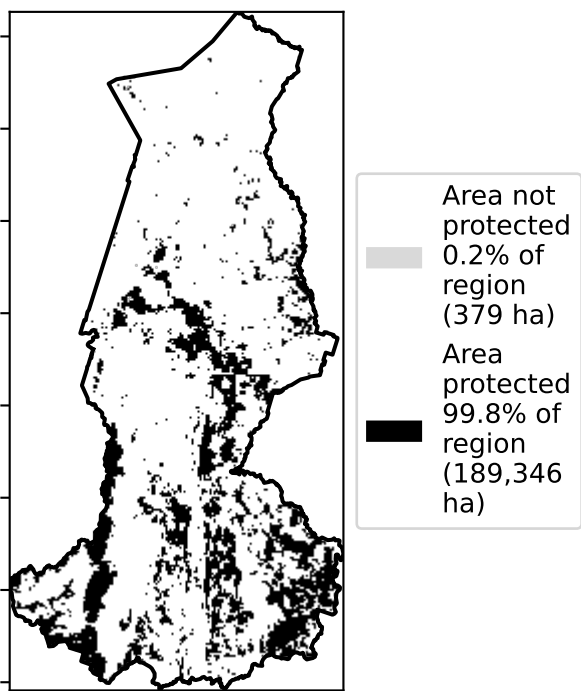 Area not
protected
0.2% of
region
(379 ha)
Area
protected
99.8% of
region
(189,346
ha)